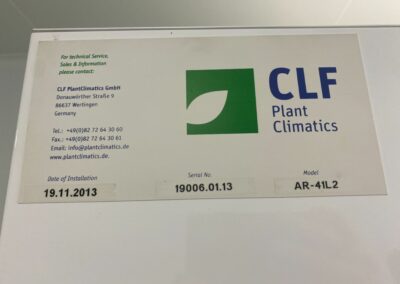 For technical Service,
Sales & Information
please contact:
CLF PlantClimatics GmbH
Donauwörther Straße 9
86637 Wertingen
Germany
Tel.: +49(0)82 72 64 30 60
Fax.: +49(0)82 72 64 30 61
Email: info@plantclimatics.de
www.plantclimatics.de.
CLF
Plant
Climatics
Date of Installation
19.11.2013
Serial No.
19006.01.13
Model
AR-41L2